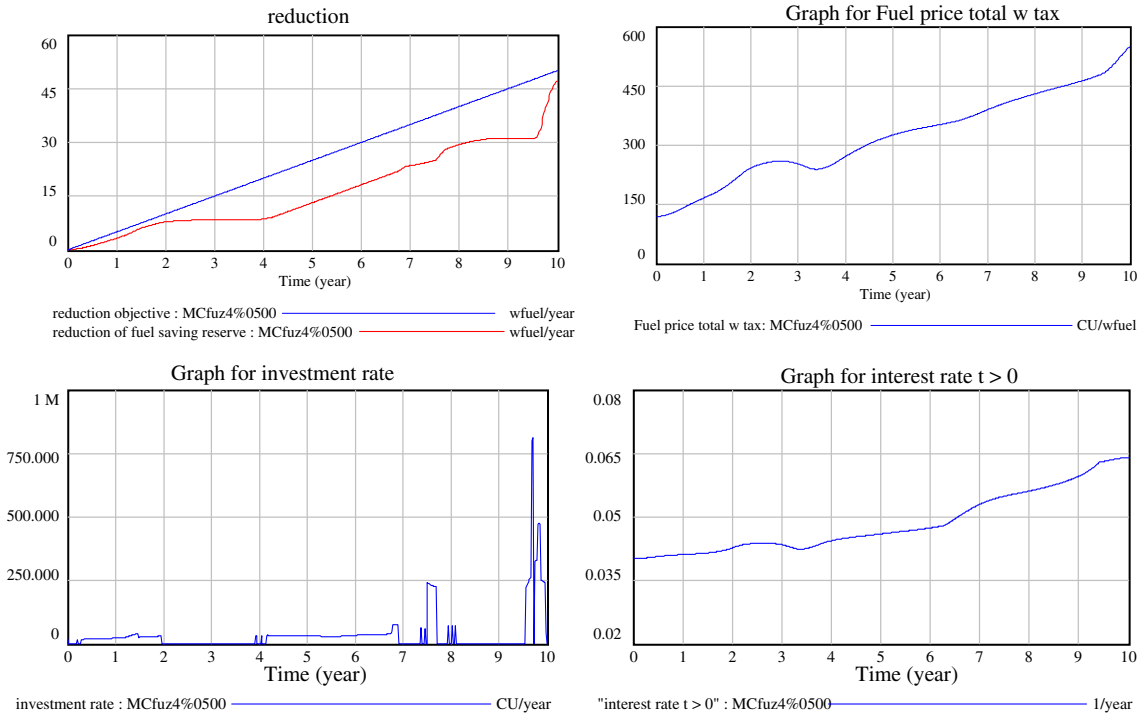 reduction
60
45
30
15
0
0 1 2 3 4 5 6 7 8 9 10
Time (year)
reduction objective : MCfuz4%0500 wfuel/year
reduction of fuel saving reserve : MCfuz4%0500 wfuel/year
Graph for Fuel price total w tax
600
450
300
150
0
0 1 2 3 4 5 6 7 8 9 10
Time (year)
Fuel price total w tax: MCfuz4%0500 CU/wfuel
Graph for investment rate
1 M
750.000
500.000
250.000
0
0 1 2 3 4 5 6 7 8 9 10
Time (year)
investment rate : MCfuz4%0500 CU/year
Graph for interest rate t > 0
0.08
0.065
0.05
0.035
0.02
0 1 2 3 4 5 6 7 8 9 10
Time (year)
"interest rate t > 0" : MCfuz4%0500 1/year